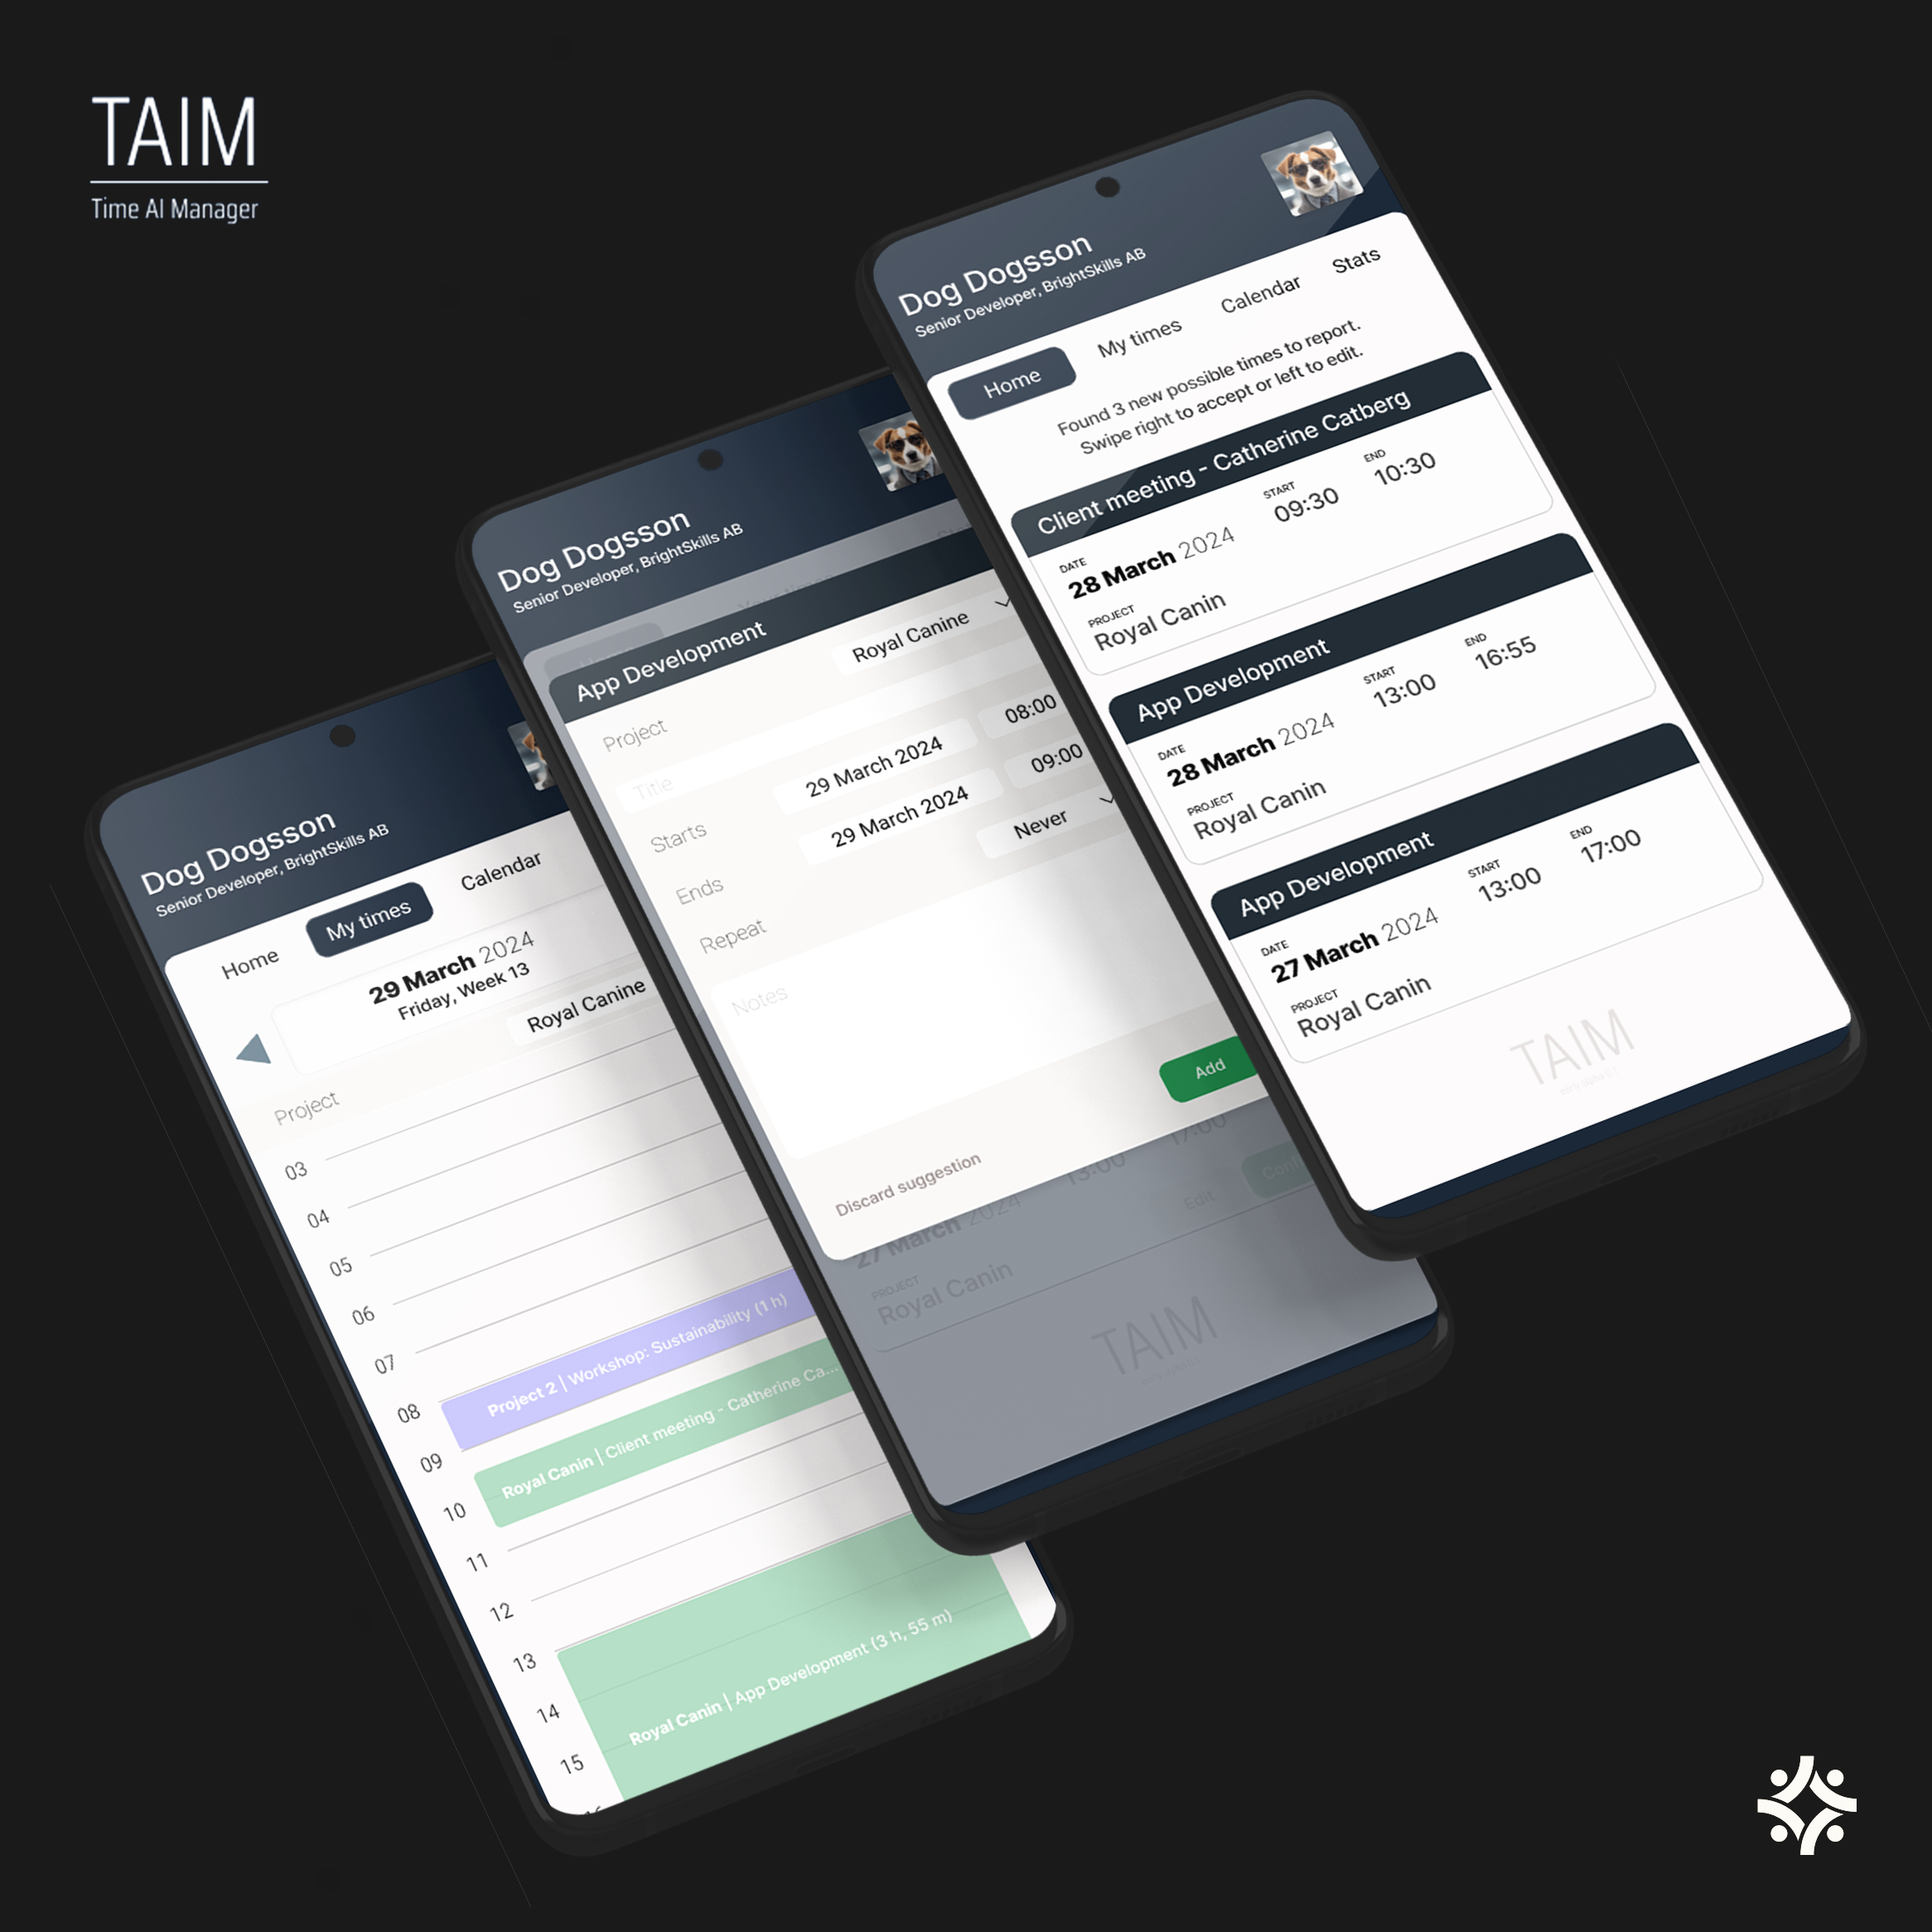 TAIM
Time AI Manager
Dog Dogsson
Senior Developer, BrightSkills AB
Home
My times
Calendar
29 March 2024
Friday, Week 13
Project
Royal Canine
03
04
05
06
07
08
09
10
11
12
13
14
15
Project 2 | Workshop: Sustainability (1 h)
Royal Canin | Client meeting - Catherine Ca...
Royal Canin | App Development (3 h, 55 m)
Dog Dogsson
Senior Developer, BrightSkills AB
App Development
Project
Royal Canine
Title
Starts
29 March 2024
08:00
Ends
29 March 2024
09:00
Repeat
Never
Notes
Add
Discard suggestion
27 March 2024
13:00
17:00
PROJECT
Royal Canin
Edit
TAIM
Dog Dogsson
Senior Developer, BrightSkills AB
Home
My times
Calendar
Stats
Found 3 new possible times to report.
Swipe right to accept or left to edit.
Client meeting - Catherine Catberg
DATE
28 March 2024
START
09:30
END
10:30
PROJECT
Royal Canin
App Development
DATE
28 March 2024
START
13:00
END
16:55
PROJECT
Royal Canin
App Development
DATE
27 March 2024
START
13:00
END
17:00
PROJECT
Royal Canin
TAIM